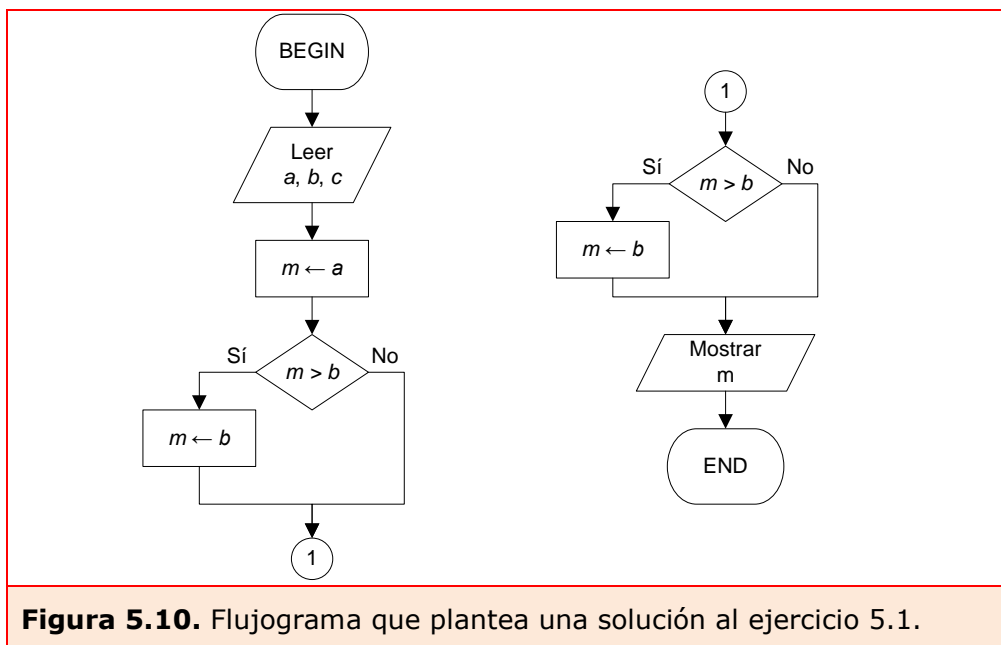 BEGIN
Leer
a, b, c
m ← a
Sí
m > b
No
m ← b
1
1
Sí
m > b
No
m ← b
Mostrar
m
END
Figura 5.10. Flujograma que plantea una solución al ejercicio 5.1.